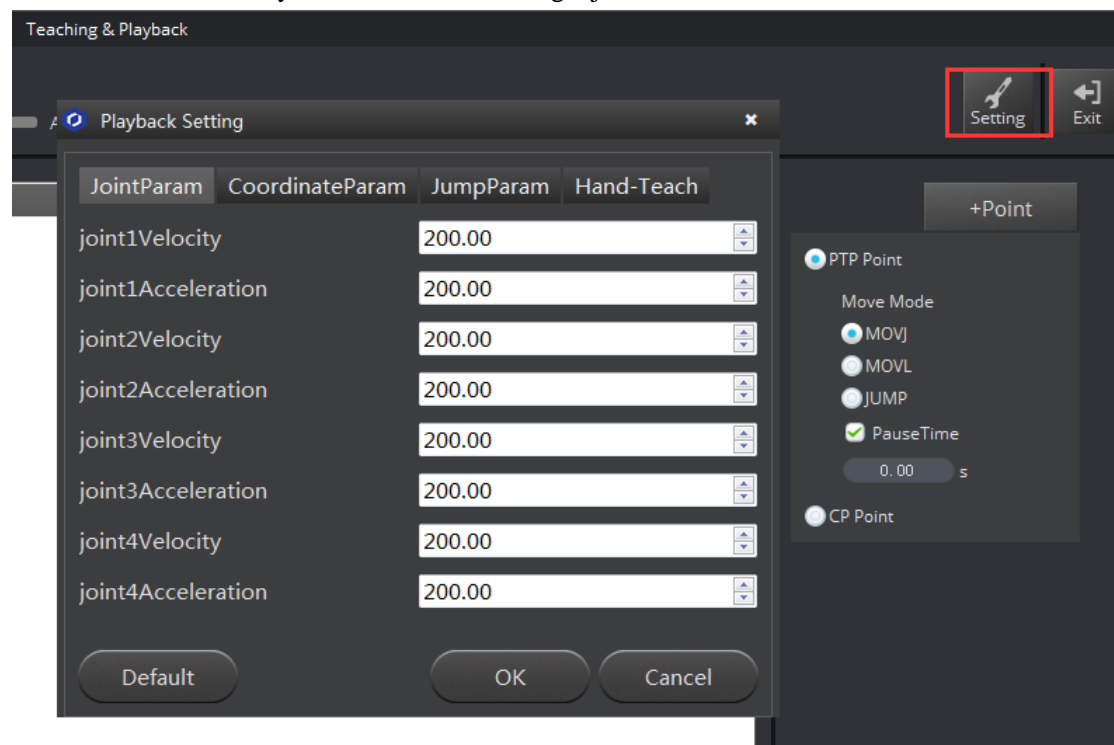 Teaching & Playback
Setting
Exit
Playback Setting
JointParam CoordinateParam JumpParam Hand-Teach
joint1Velocity 200.00
joint1Acceleration 200.00
joint2Velocity 200.00
joint2Acceleration 200.00
joint3Velocity 200.00
joint3Acceleration 200.00
joint4Velocity 200.00
joint4Acceleration 200.00
Default OK Cancel
+Point
PTP Point
Move Mode
MOVJ
MOVL
JUMP
PauseTime
0.00 s
CP Point